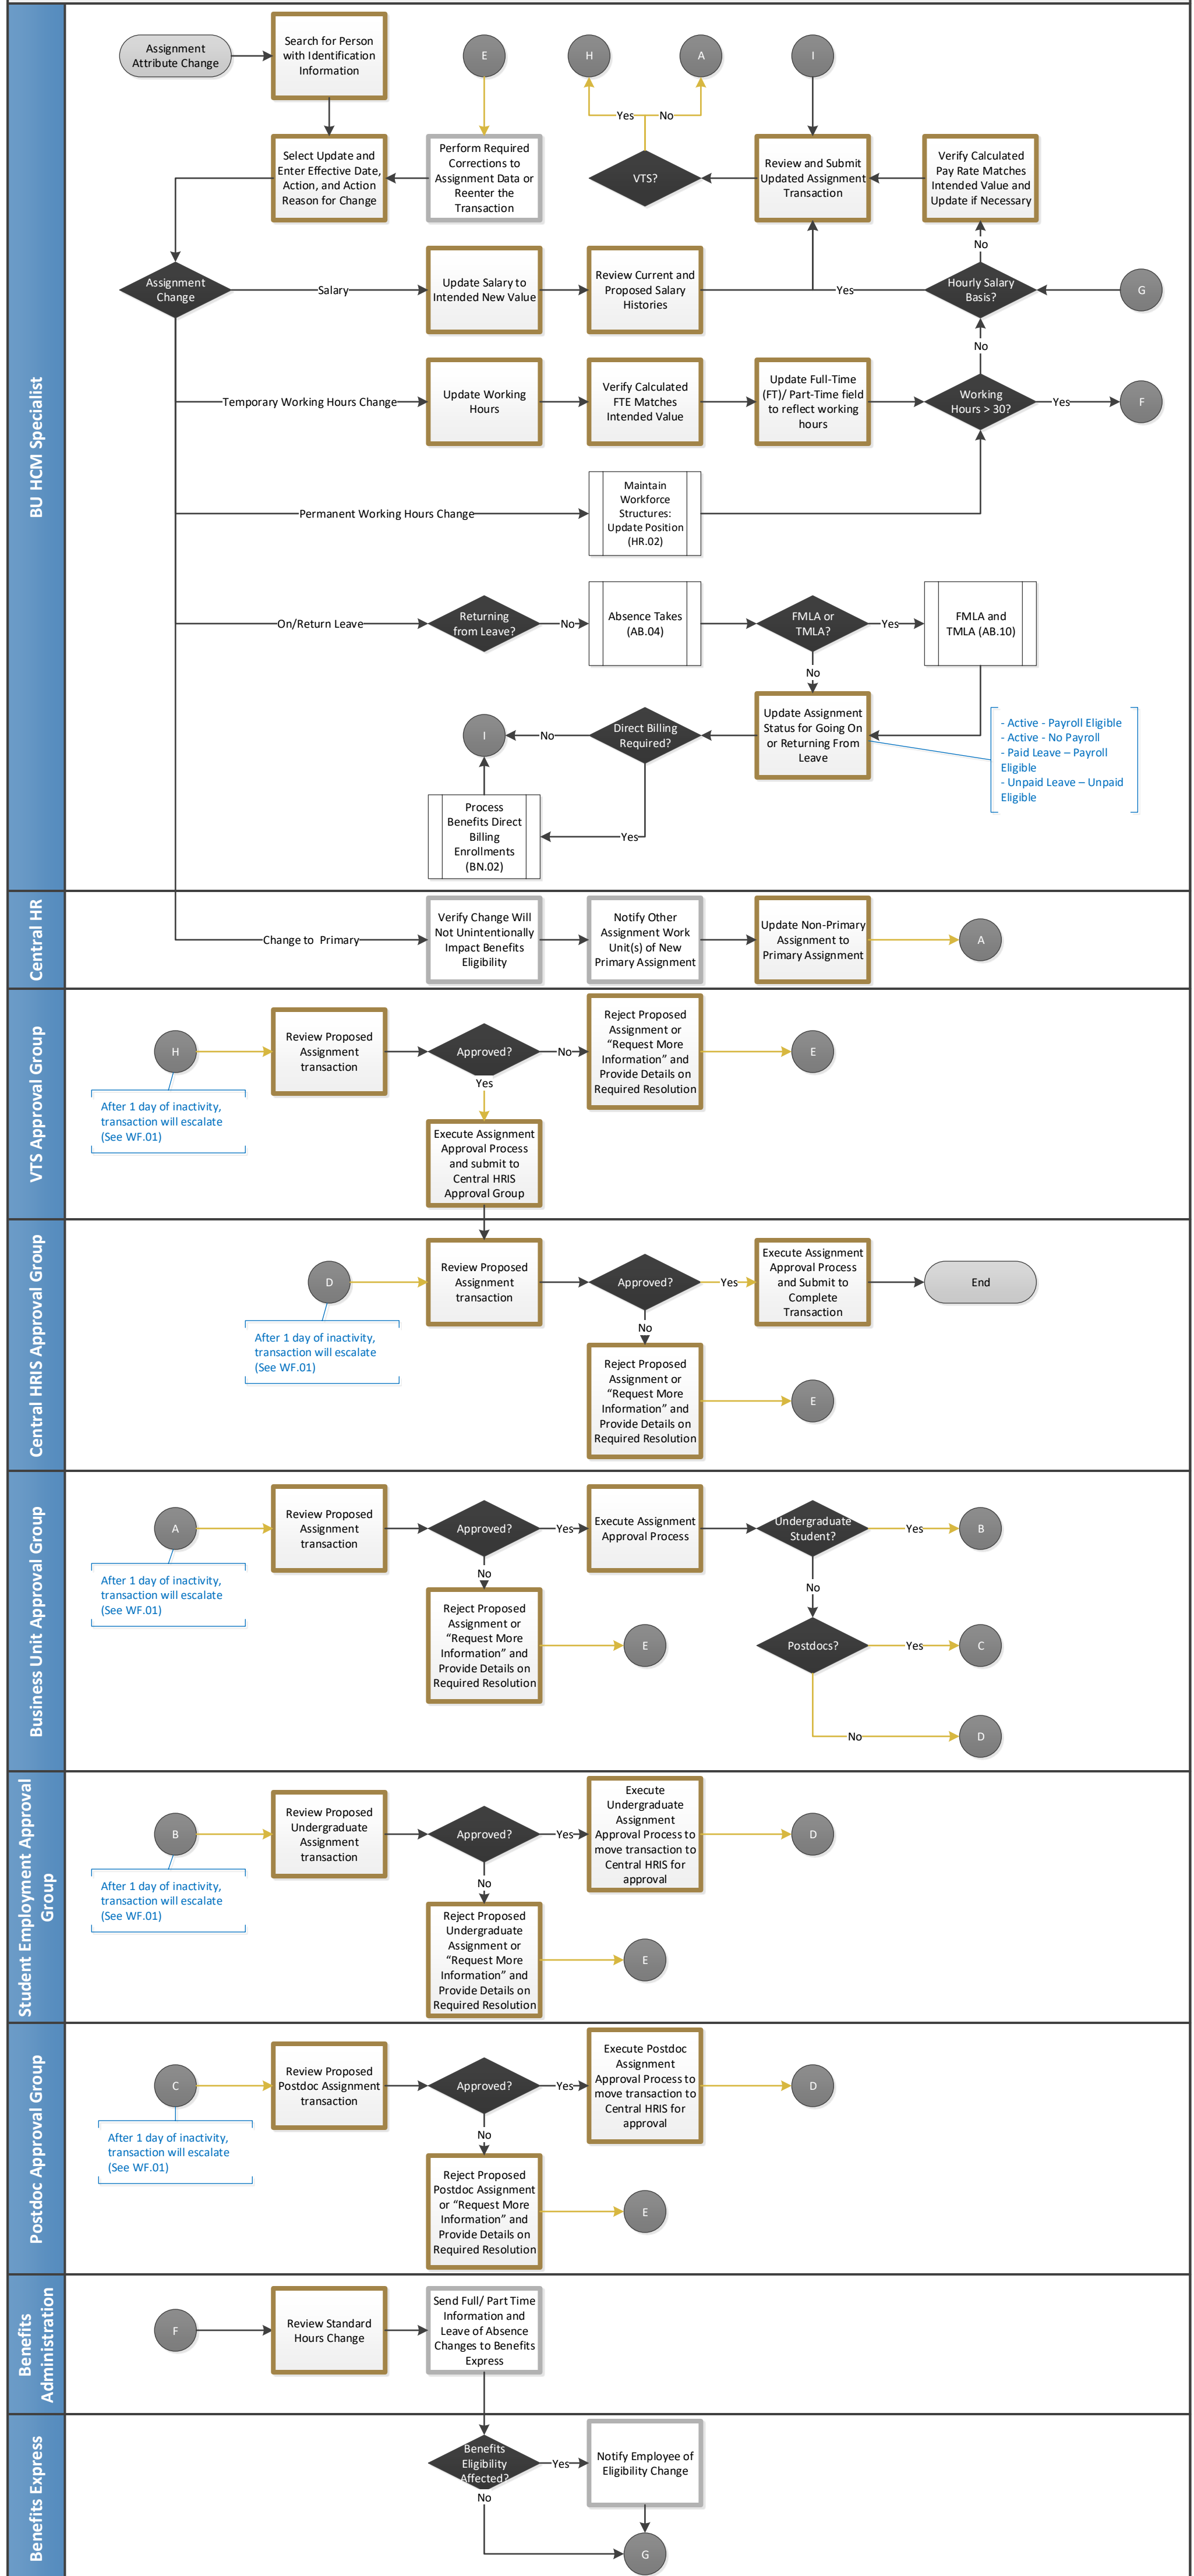 BU HCM Specialist
Assignment
Attribute Change
Search for Person
with Identification
Information
E
H
A
I
Yes
No
Select Update and
Enter Effective Date,
Action, and Action
Reason for Change
Perform Required
Corrections to
Assignment Data or
Reenter the
Transaction
VTS?
Review and Submit
Updated Assignment
Transaction
Verify Calculated
Pay Rate Matches
Intended Value and
Update if Necessary
No
Assignment
Change
Salary
Update Salary to
Intended New Value
Review Current and
Proposed Salary
Histories
Yes
Hourly Salary
Basis?
G
No
Temporary Working Hours Change
Update Working
Hours
Verify Calculated
FTE Matches
Intended Value
Update Full-Time
(FT)/ Part-Time field
to reflect working
hours
Working
Hours > 30?
Yes
F
Permanent Working Hours Change
Maintain
Workforce
Structures:
Update Position
(HR.02)
On/Return Leave
Returning
from Leave?
No
Absence Takes
(AB.04)
FMLA or
TMLA?
Yes
FMLA and
TMLA (AB.10)
No
I
No
Direct Billing
Required?
Update Assignment
Status for Going On
or Returning From
Leave
- Active - Payroll Eligible
- Active - No Payroll
- Paid Leave – Payroll
Eligible
- Unpaid Leave – Unpaid
Eligible
Process
Benefits Direct
Billing
Enrollments
(BN.02)
Yes
Central HR
Change to  Primary
Verify Change Will
Not Unintentionally
Impact Benefits
Eligibility
Notify Other
Assignment Work
Unit(s) of New
Primary Assignment
Update Non-Primary
Assignment to
Primary Assignment
A
VTS Approval Group
H
After 1 day of inactivity,
transaction will escalate
(See WF.01)
Review Proposed
Assignment
transaction
Approved?
No
Reject Proposed
Assignment or
“Request More
Information” and
Provide Details on
Required Resolution
E
Yes
Execute Assignment
Approval Process
and submit to
Central HRIS
Approval Group
Central HRIS Approval Group
D
After 1 day of inactivity,
transaction will escalate
(See WF.01)
Review Proposed
Assignment
transaction
Approved?
Yes
Execute Assignment
Approval Process
and Submit to
Complete
Transaction
End
No
Reject Proposed
Assignment or
“Request More
Information” and
Provide Details on
Required Resolution
E
Business Unit Approval Group
A
After 1 day of inactivity,
transaction will escalate
(See WF.01)
Review Proposed
Assignment
transaction
Approved?
Yes
Execute Assignment
Approval Process
Undergraduate
Student?
Yes
B
No
Reject Proposed
Assignment or
“Request More
Information” and
Provide Details on
Required Resolution
E
No
Postdocs?
Yes
C
No
D
Student Employment Approval
Group
B
After 1 day of inactivity,
transaction will escalate
(See WF.01)
Review Proposed
Undergraduate
Assignment
transaction
Approved?
Yes
Execute
Undergraduate
Assignment
Approval Process to
move transaction to
Central HRIS for
approval
D
No
Reject Proposed
Undergraduate
Assignment or
“Request More
Information” and
Provide Details on
Required Resolution
E
Postdoc Approval Group
C
After 1 day of inactivity,
transaction will escalate
(See WF.01)
Review Proposed
Postdoc Assignment
transaction
Approved?
Yes
Execute Postdoc
Assignment
Approval Process to
move transaction to
Central HRIS for
approval
D
No
Reject Proposed
Postdoc Assignment
or “Request More
Information” and
Provide Details on
Required Resolution
E
Benefits
Administration
F
Review Standard
Hours Change
Send Full/ Part Time
Information and
Leave of Absence
Changes to Benefits
Express
Benefits Express
Benefits
Eligibility
Affected?
Yes
Notify Employee of
Eligibility Change
No
G